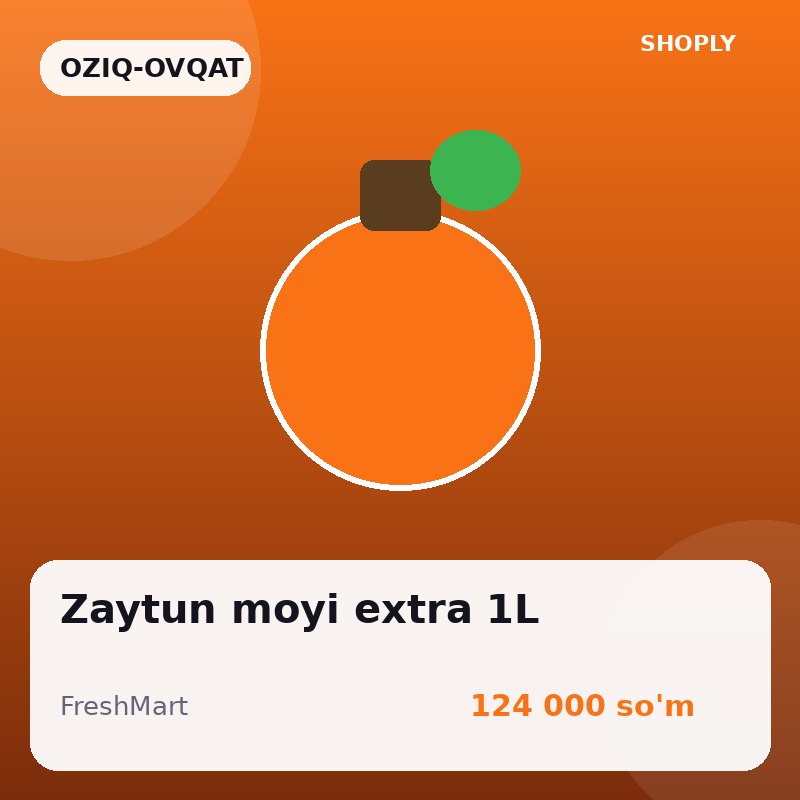 OZIQ-OVQAT
SHOPLY
Zaytun moyi extra 1L
FreshMart
124 000 so'm